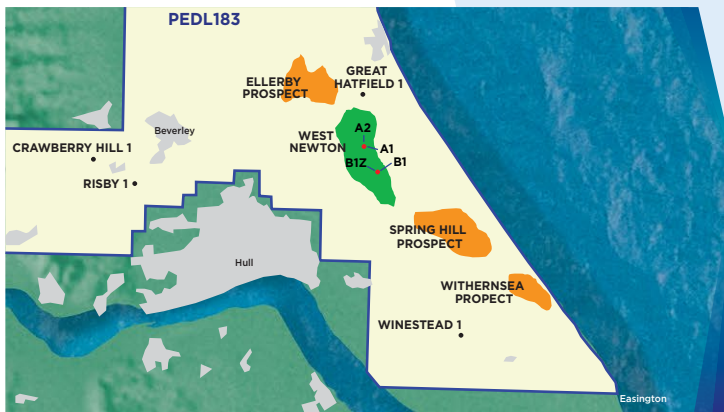 PEDL183
ELLERBY
PROSPECT
GREAT
HATFIELD 1
WEST
NEWTON
A2
A1
B1Z
B1
Beverley
CRAWBERRY HILL 1
RISBY 1
SPRING HILL
PROSPECT
Hull
WITHERNSEA
PROPECT
WINESTEAD 1
Easington